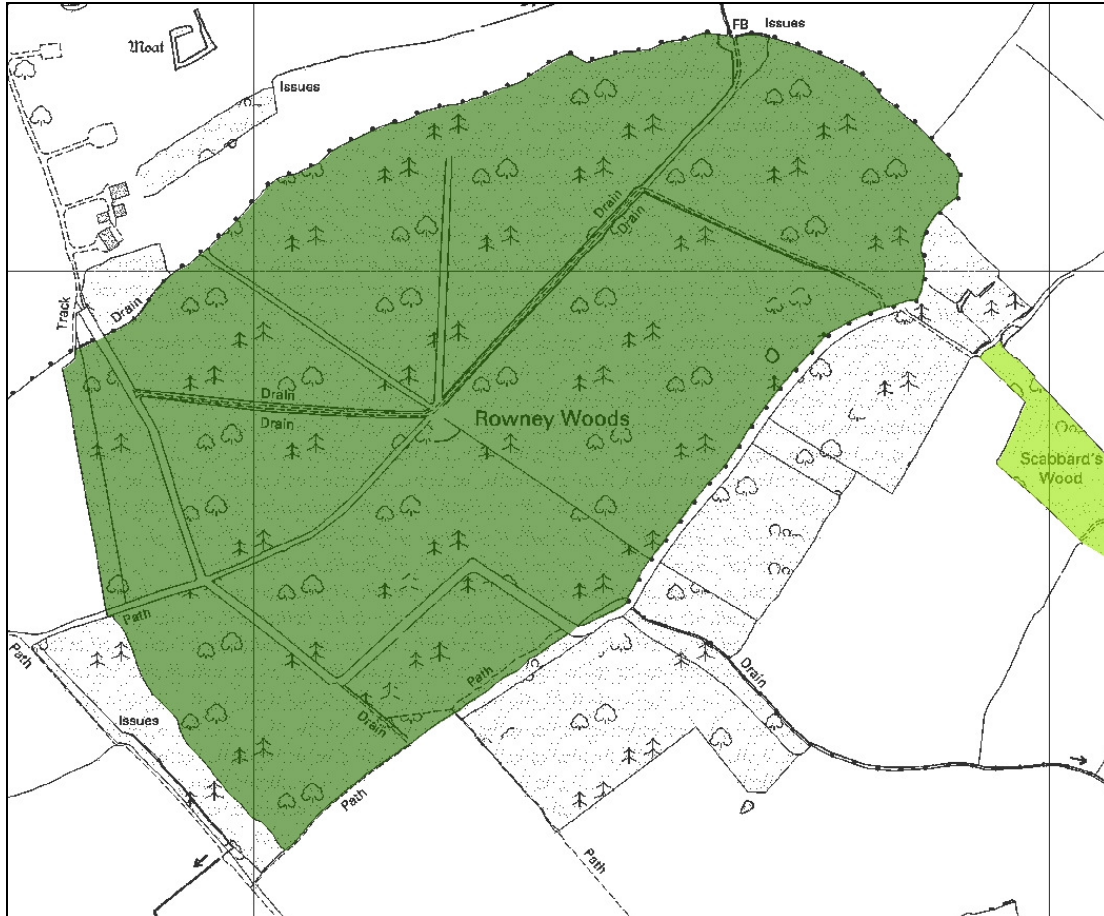 FB
Issues
Moat
Issues
Drain
Drain
Track
Drain
Drain
Drain
Rowney Woods
Scabbard's
Wood
Path
Path
Path
Drain
Issues
Drain
Path
Path